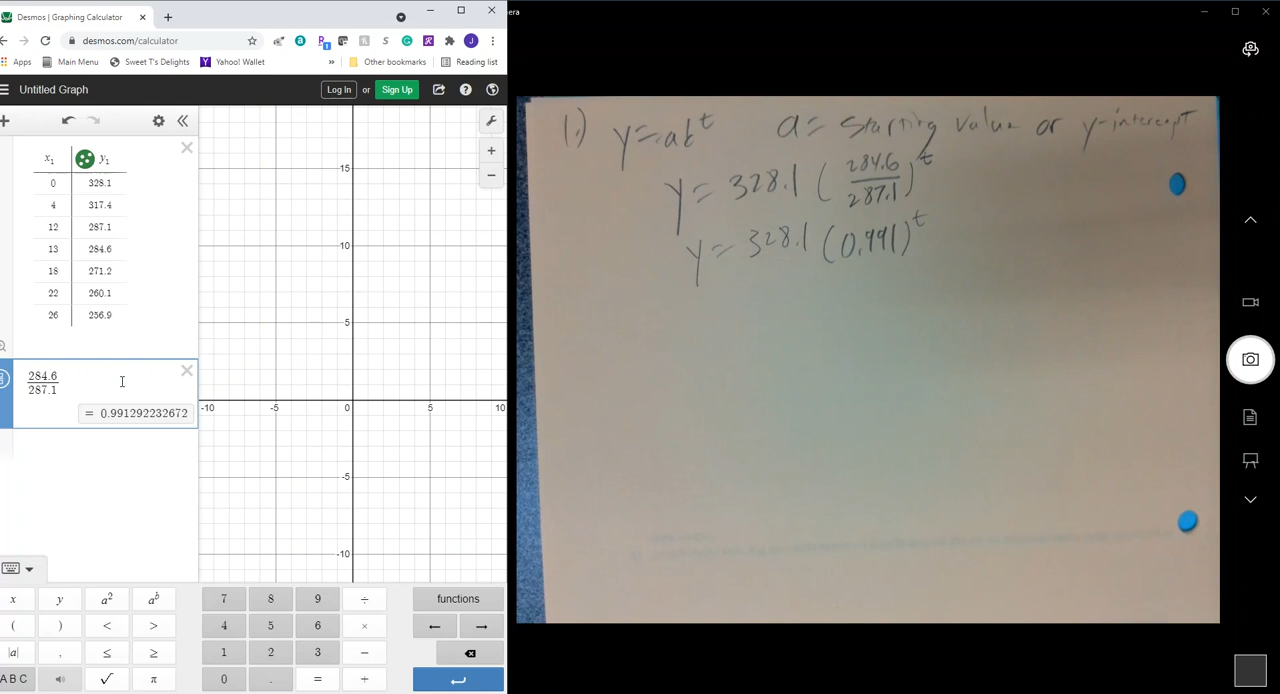 Desmos | Graphing Calculator
era
desmos.com/calculator
Apps Main Menu Sweet T's Delights Yahoo! Wallet » Other bookmarks Reading list
Untitled Graph Log In or Sign Up
x₁ y₁
0 328.1
4 317.4
12 287.1
13 284.6
18 271.2
22 260.1
26 256.9
284.6
287.1
= 0.991292232672
15
10
5
-10 -5 0 5 10
-5
-10
x y a² aᵇ 7 8 9 ÷ functions
( ) < > 4 5 6 × ← →
|a| , ≤ ≥ 1 2 3 −
A B C √ π 0 . = +
1.) y=abᵗ a= starting value or y-intercept
y= 328.1 (284.6/287.1)ᵗ
y= 328.1 (0.991)ᵗ